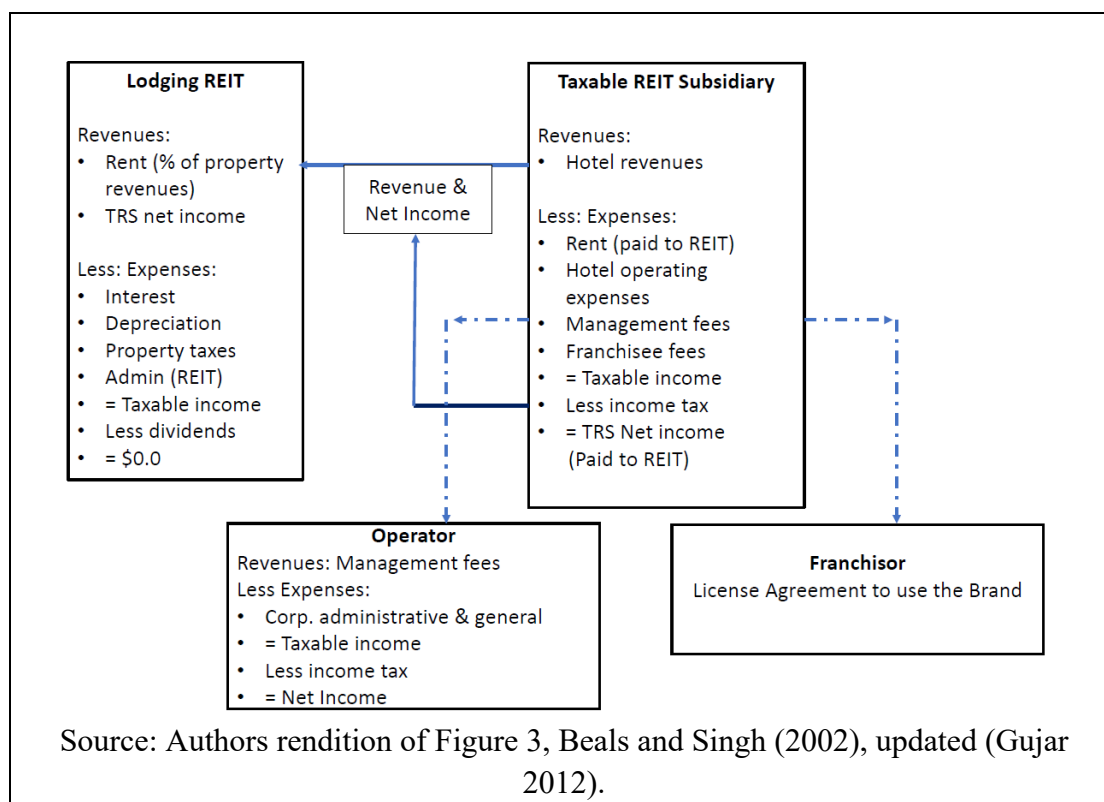 Lodging REIT
Revenues:
• Rent (% of property
revenues)
• TRS net income
Less: Expenses:
• Interest
• Depreciation
• Property taxes
• Admin (REIT)
• = Taxable income
• Less dividends
• = $0.0
Revenue &
Net Income
Taxable REIT Subsidiary
Revenues:
• Hotel revenues
Less: Expenses:
• Rent (paid to REIT)
• Hotel operating
expenses
• Management fees
• Franchisee fees
• = Taxable income
• Less income tax
• = TRS Net income
(Paid to REIT)
Operator
Revenues: Management fees
Less Expenses:
• Corp. administrative & general
• = Taxable income
• Less income tax
• = Net Income
Franchisor
License Agreement to use the Brand
Source: Authors rendition of Figure 3, Beals and Singh (2002), updated (Gujar
2012).